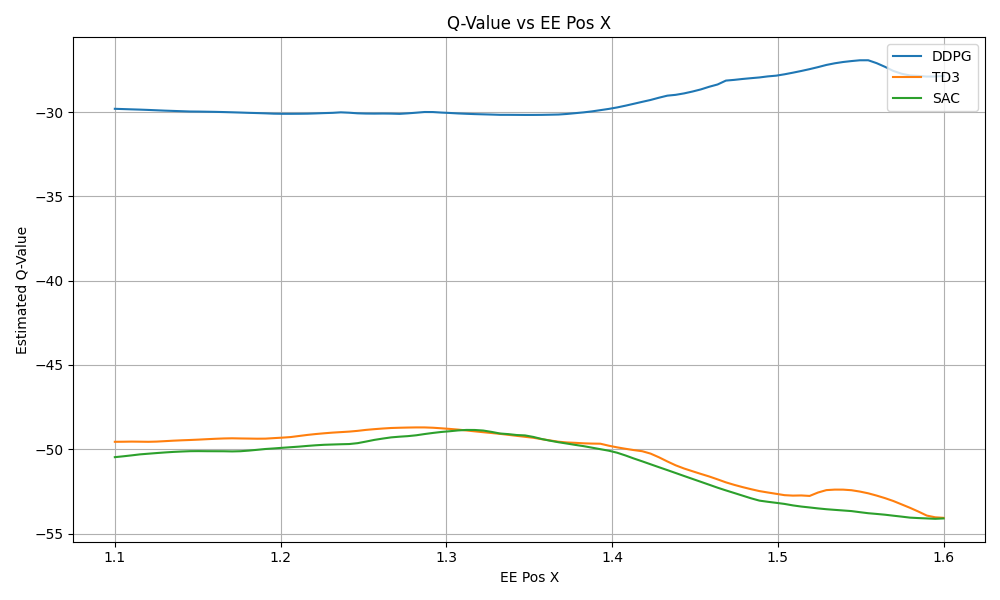 Q-Value vs EE Pos X
DDPG
TD3
SAC
Estimated Q-Value
−30
−35
−40
−45
−50
−55
1.1 1.2 1.3 1.4 1.5 1.6
EE Pos X